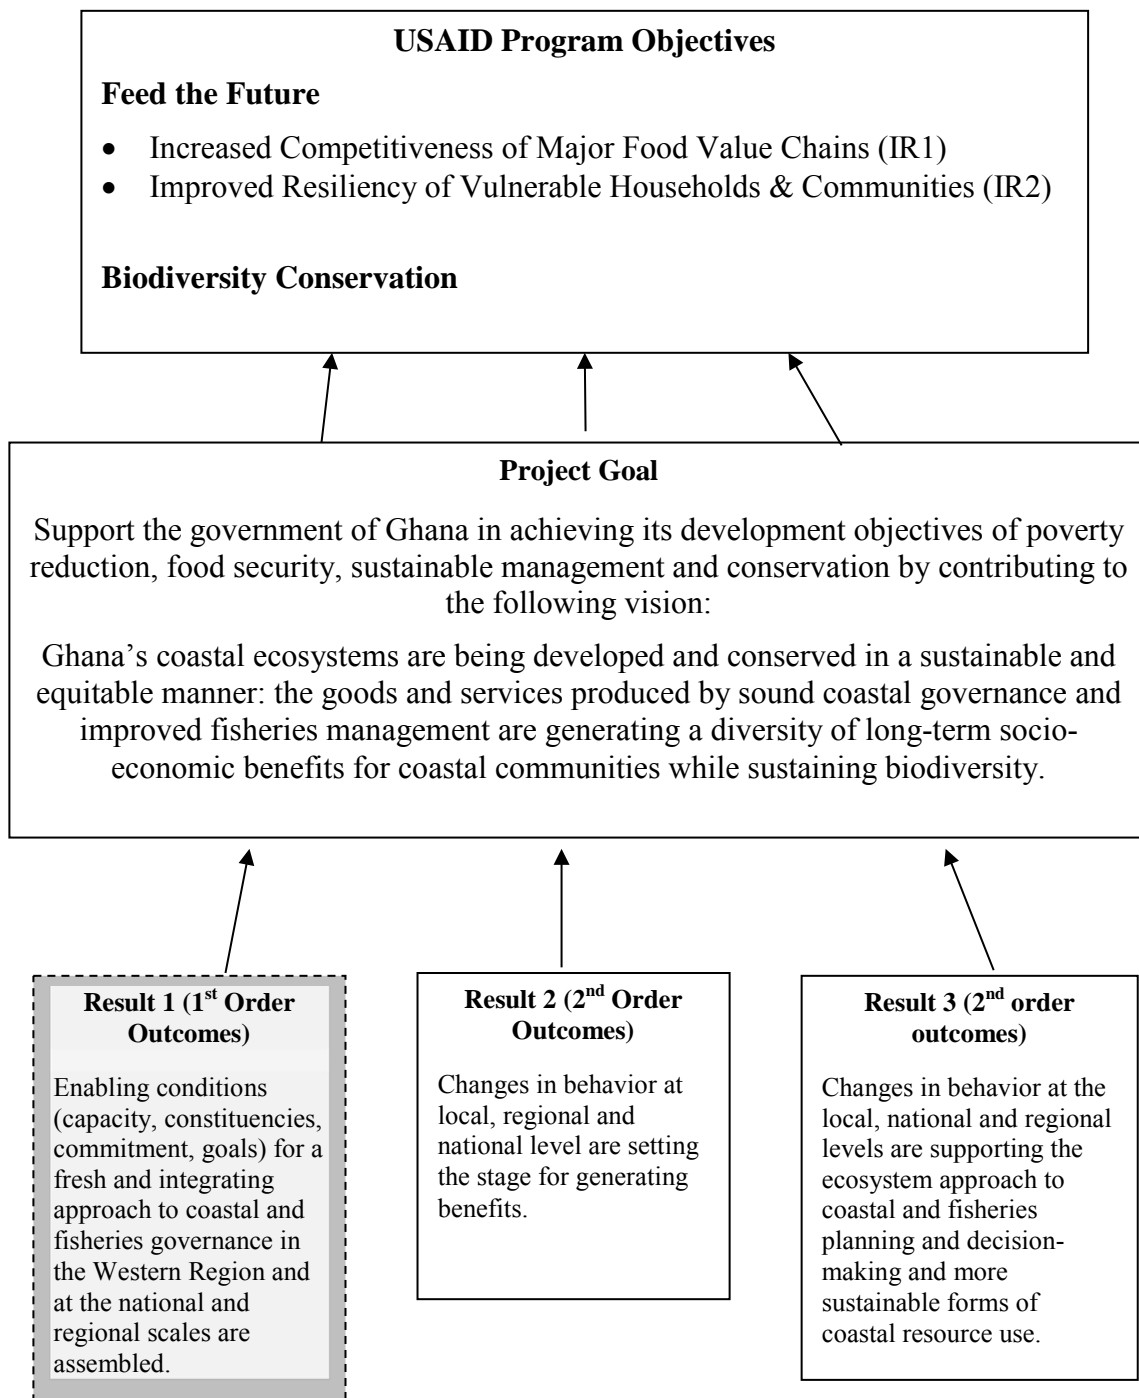 USAID Program Objectives
Feed the Future
• Increased Competitiveness of Major Food Value Chains (IR1)
• Improved Resiliency of Vulnerable Households & Communities (IR2)
Biodiversity Conservation
Project Goal
Support the government of Ghana in achieving its development objectives of poverty
reduction, food security, sustainable management and conservation by contributing to
the following vision:
Ghana’s coastal ecosystems are being developed and conserved in a sustainable and
equitable manner: the goods and services produced by sound coastal governance and
improved fisheries management are generating a diversity of long-term socio-
economic benefits for coastal communities while sustaining biodiversity.
Result 1 (1st Order
Outcomes)
Enabling conditions
(capacity, constituencies,
commitment, goals) for a
fresh and integrating
approach to coastal and
fisheries governance in
the Western Region and
at the national and
regional scales are
assembled.
Result 2 (2nd Order
Outcomes)
Changes in behavior at
local, regional and
national level are setting
the stage for generating
benefits.
Result 3 (2nd order
outcomes)
Changes in behavior at the
local, national and regional
levels are supporting the
ecosystem approach to
coastal and fisheries
planning and decision-
making and more
sustainable forms of
coastal resource use.